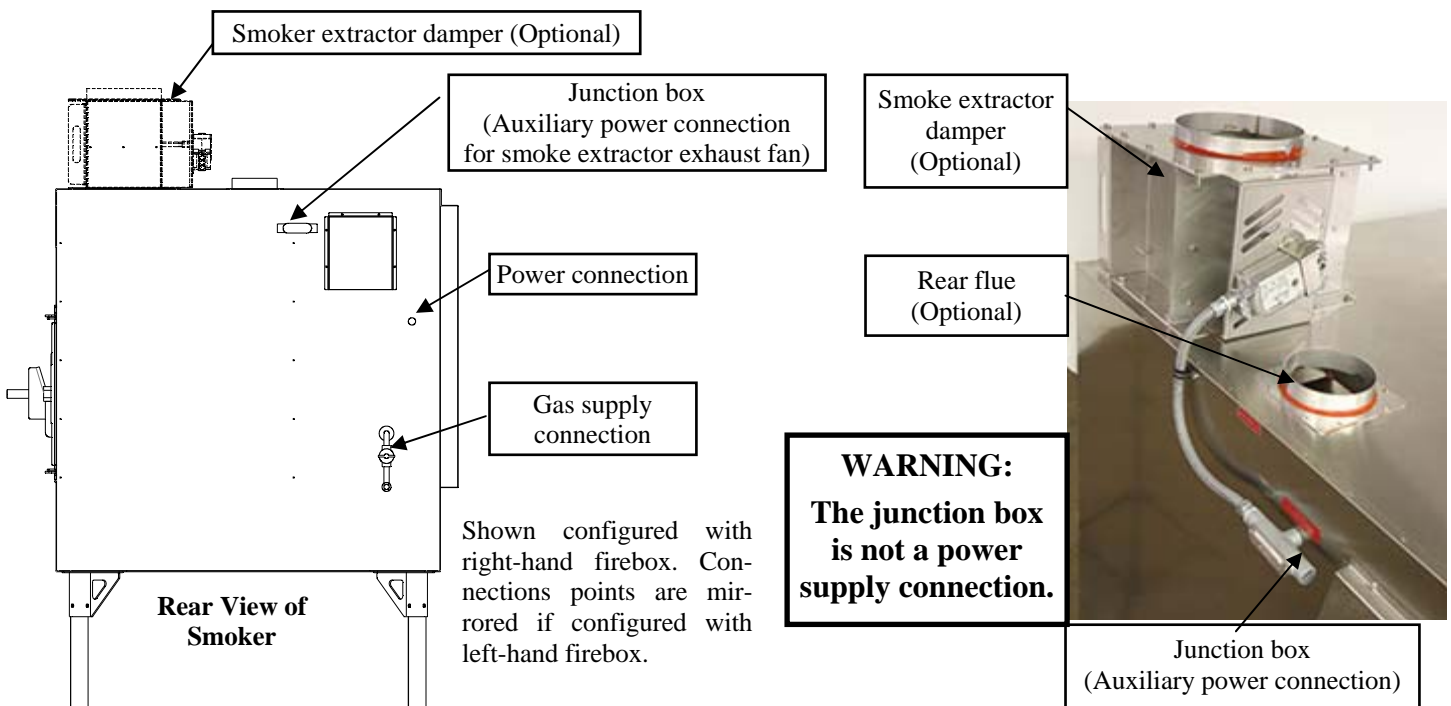 Smoker extractor damper (Optional)
Junction box
(Auxiliary power connection
for smoke extractor exhaust fan)
Power connection
Gas supply
connection
Shown configured with
right-hand firebox. Con-
nections points are mir-
rored if configured with
left-hand firebox.
Rear View of
Smoker
Smoke extractor
damper
(Optional)
Rear flue
(Optional)
WARNING:
The junction box
is not a power
supply connection.
Junction box
(Auxiliary power connection)